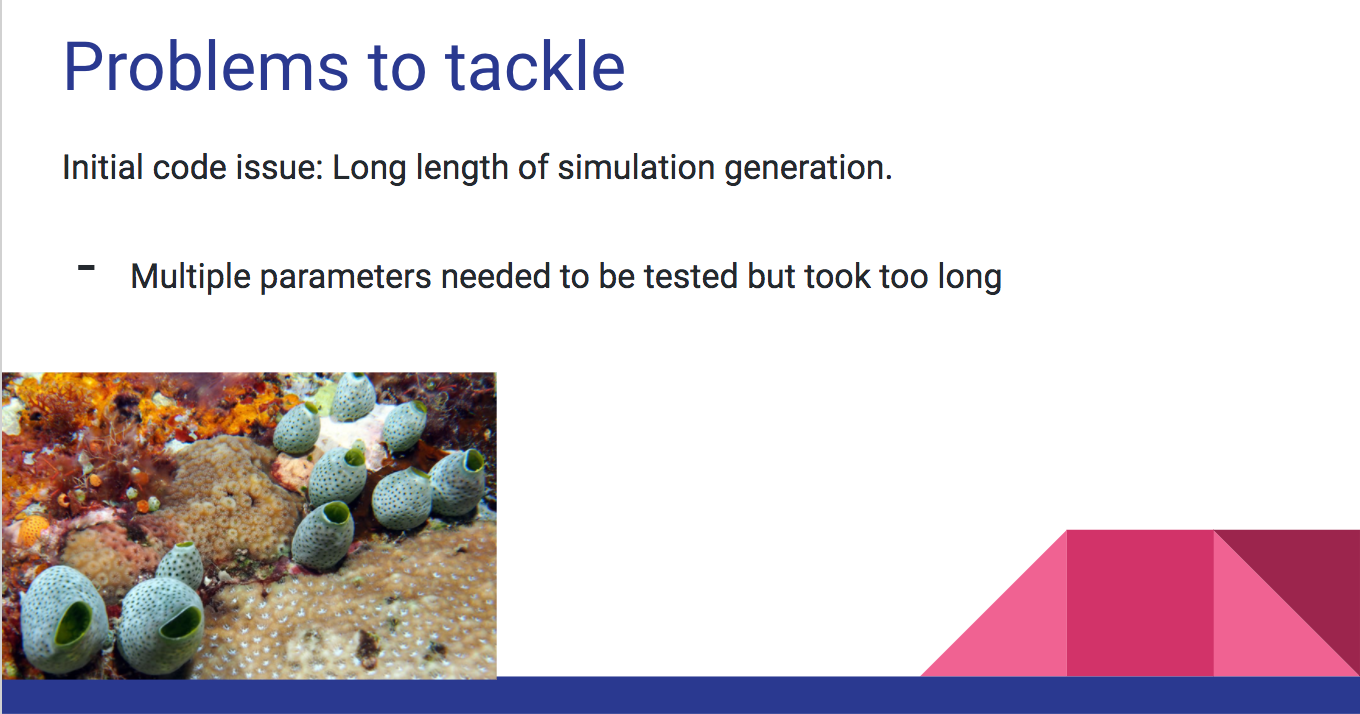 Problems to tackle
Initial code issue: Long length of simulation generation.
- Multiple parameters needed to be tested but took too long